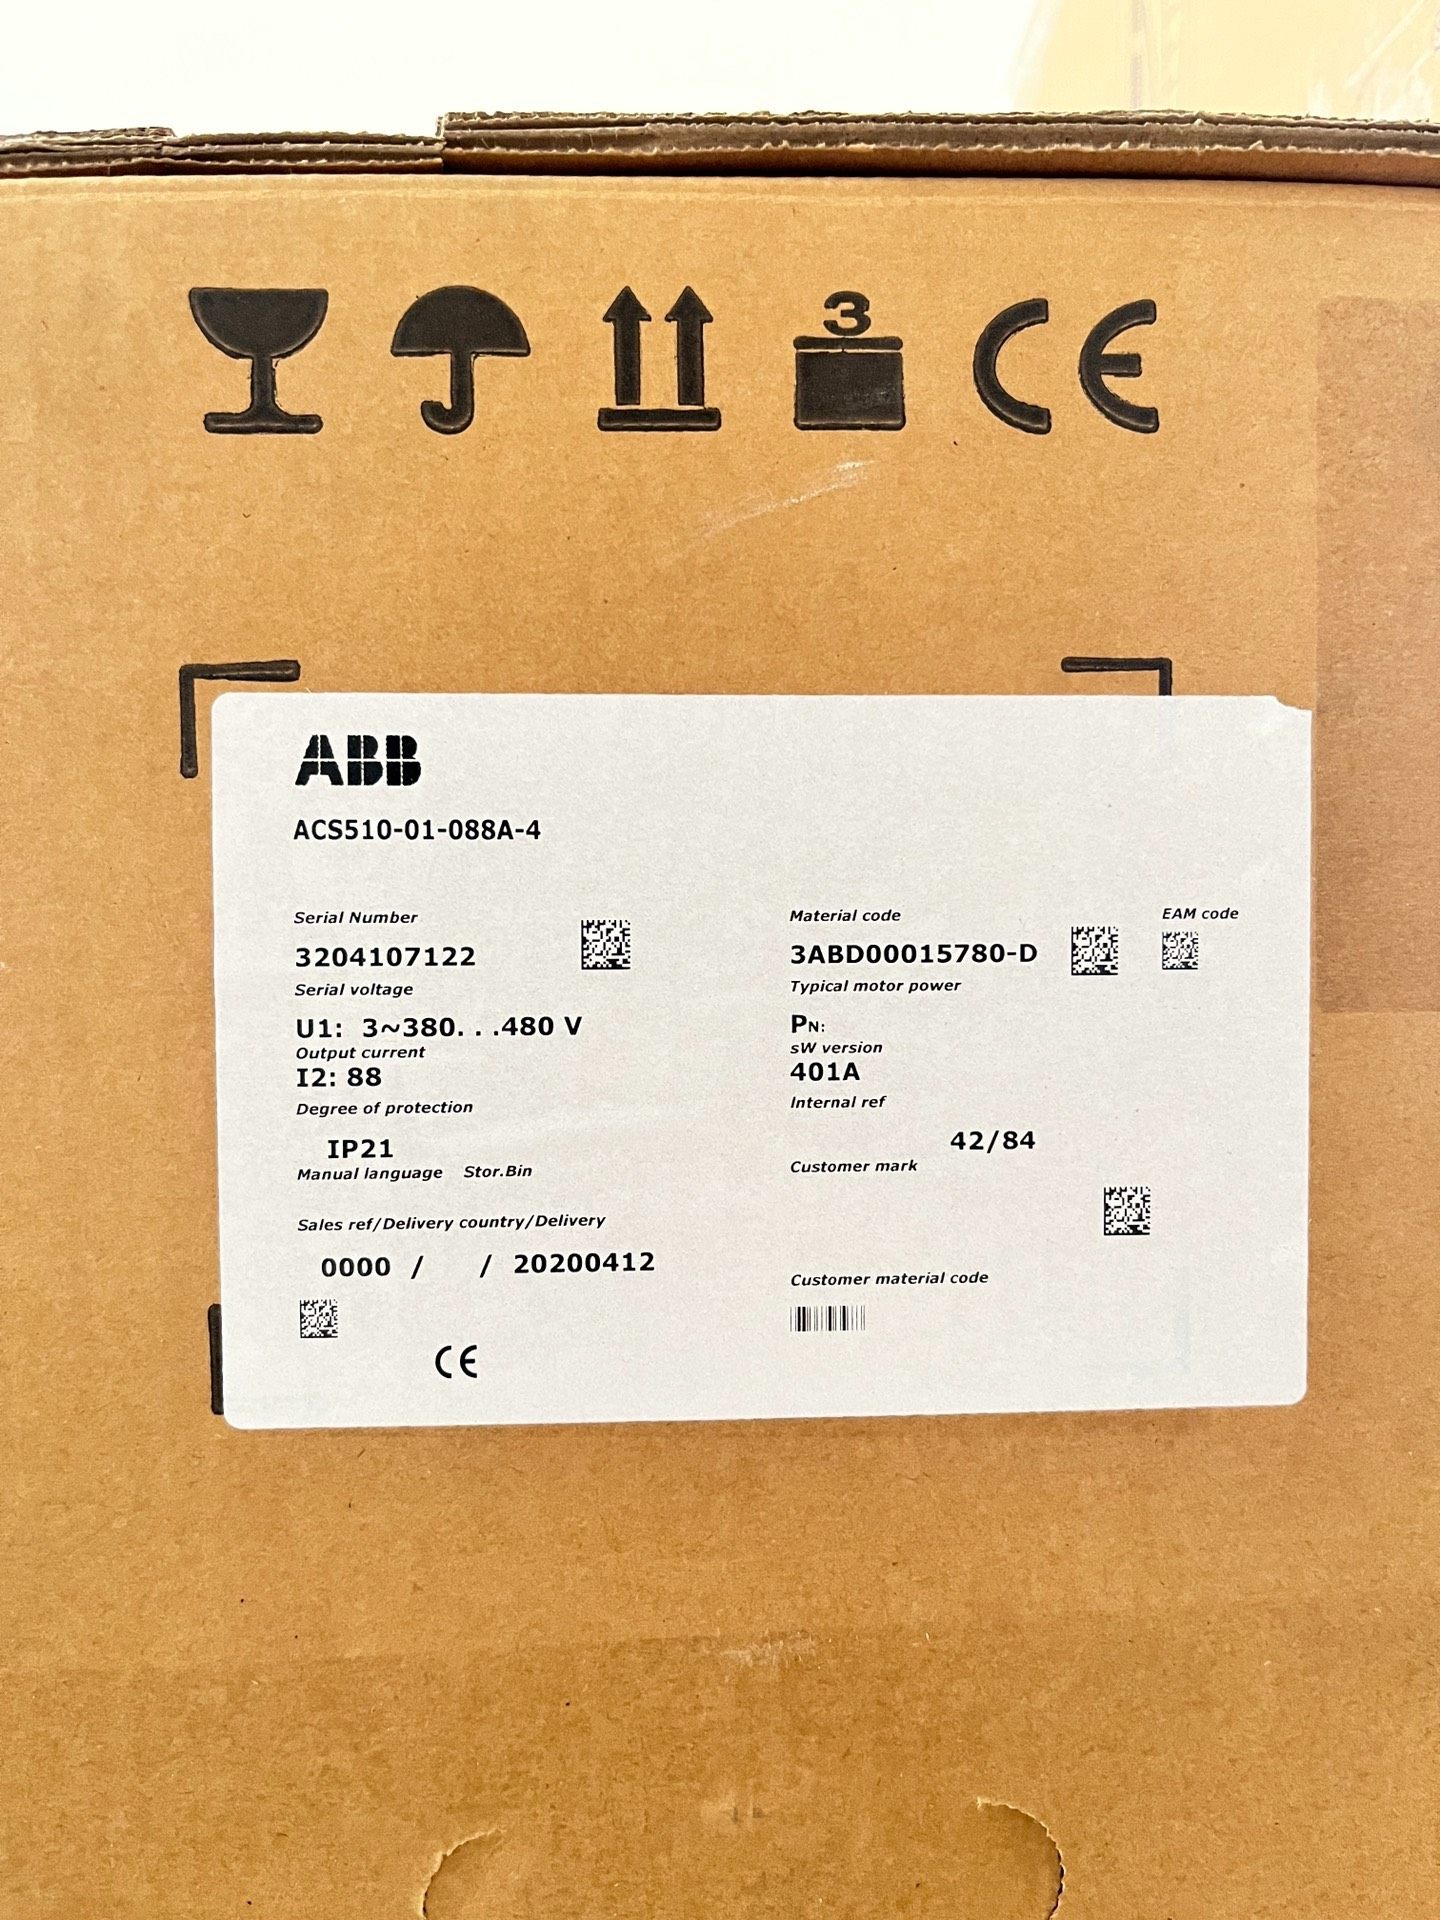 3
CE
ABB
ACS510-01-088A-4
Serial Number
3204107122
Serial voltage
U1: 3~380. . .480 V
Output current
I2: 88
Degree of protection
IP21
Manual language Stor.Bin
Sales ref/Delivery country/Delivery
0000 / / 20200412
CE
Material code
3ABD00015780-D
EAM code
Typical motor power
PN:
sW version
401A
Internal ref
42/84
Customer mark
Customer material code